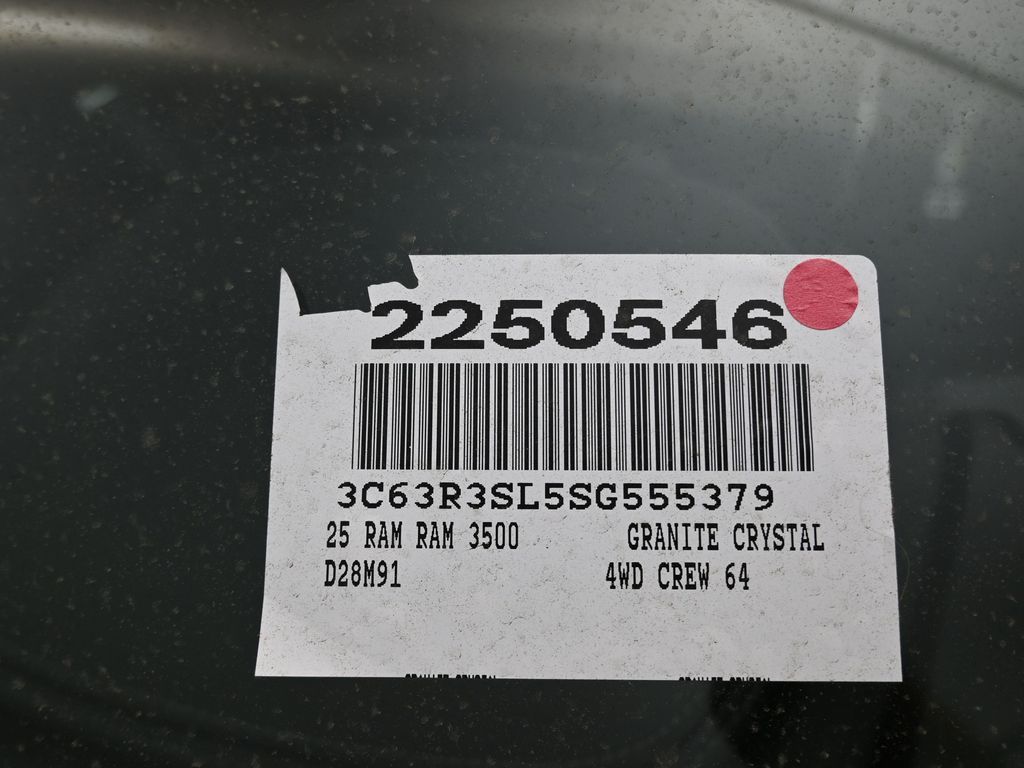 2250546
3C63R3SL5SG555379
25 RAM RAM 3500 GRANITE CRYSTAL
D28M91 4WD CREW 64